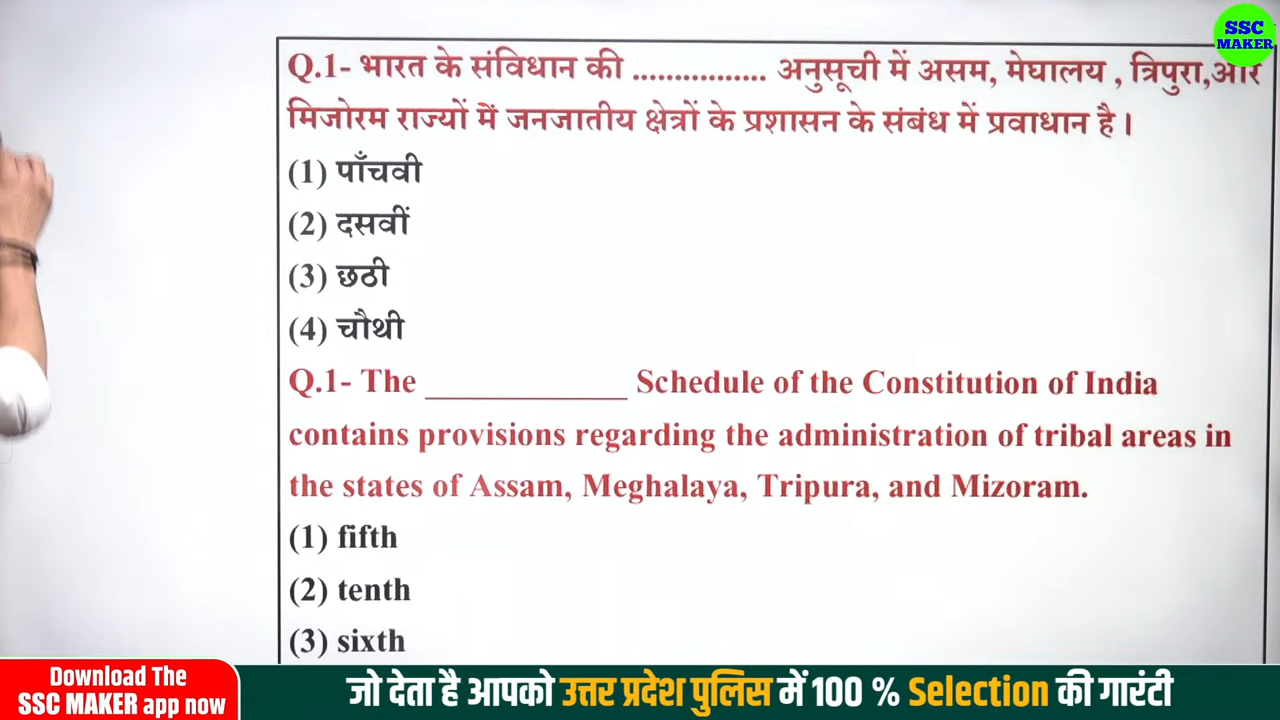 SSC
MAKER
Q.1- भारत के संविधान की ................ अनुसूची में असम, मेघालय , त्रिपुरा,और
मिजोरम राज्यों में जनजातीय क्षेत्रों के प्रशासन के संबंध में प्रवाधान है।
(1) पाँचवी
(2) दसवीं
(3) छठी
(4) चौथी
Q.1- The ____________ Schedule of the Constitution of India
contains provisions regarding the administration of tribal areas in
the states of Assam, Meghalaya, Tripura, and Mizoram.
(1) fifth
(2) tenth
(3) sixth
Download The
SSC MAKER app now
जो देता है आपको उत्तर प्रदेश पुलिस में 100 % Selection की गारंटी